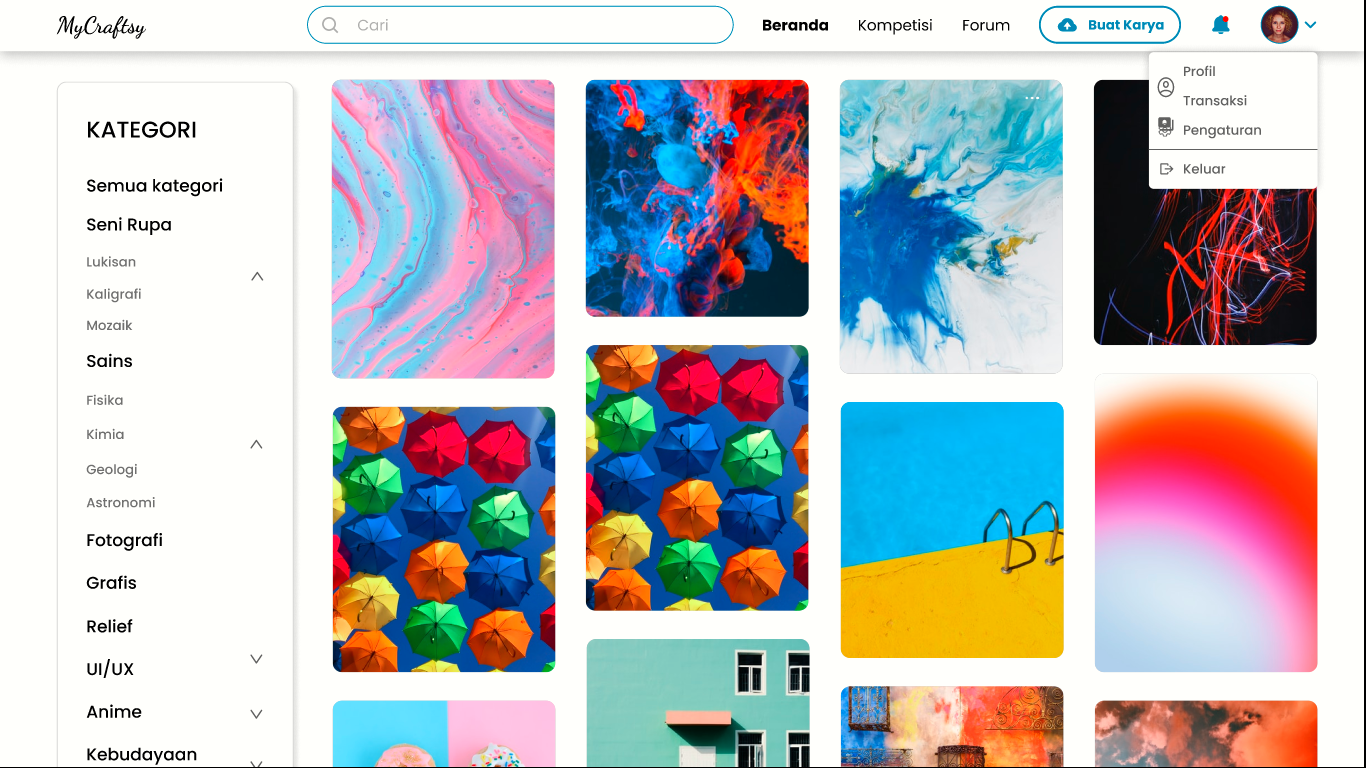 MyCraftsy
Cari
Beranda
Kompetisi
Forum
Buat Karya
Profil
Transaksi
Pengaturan
Keluar
KATEGORI
Semua kategori
Seni Rupa
Lukisan
Kaligrafi
Mozaik
Sains
Fisika
Kimia
Geologi
Astronomi
Fotografi
Grafis
Relief
UI/UX
Anime
Kebudayaan